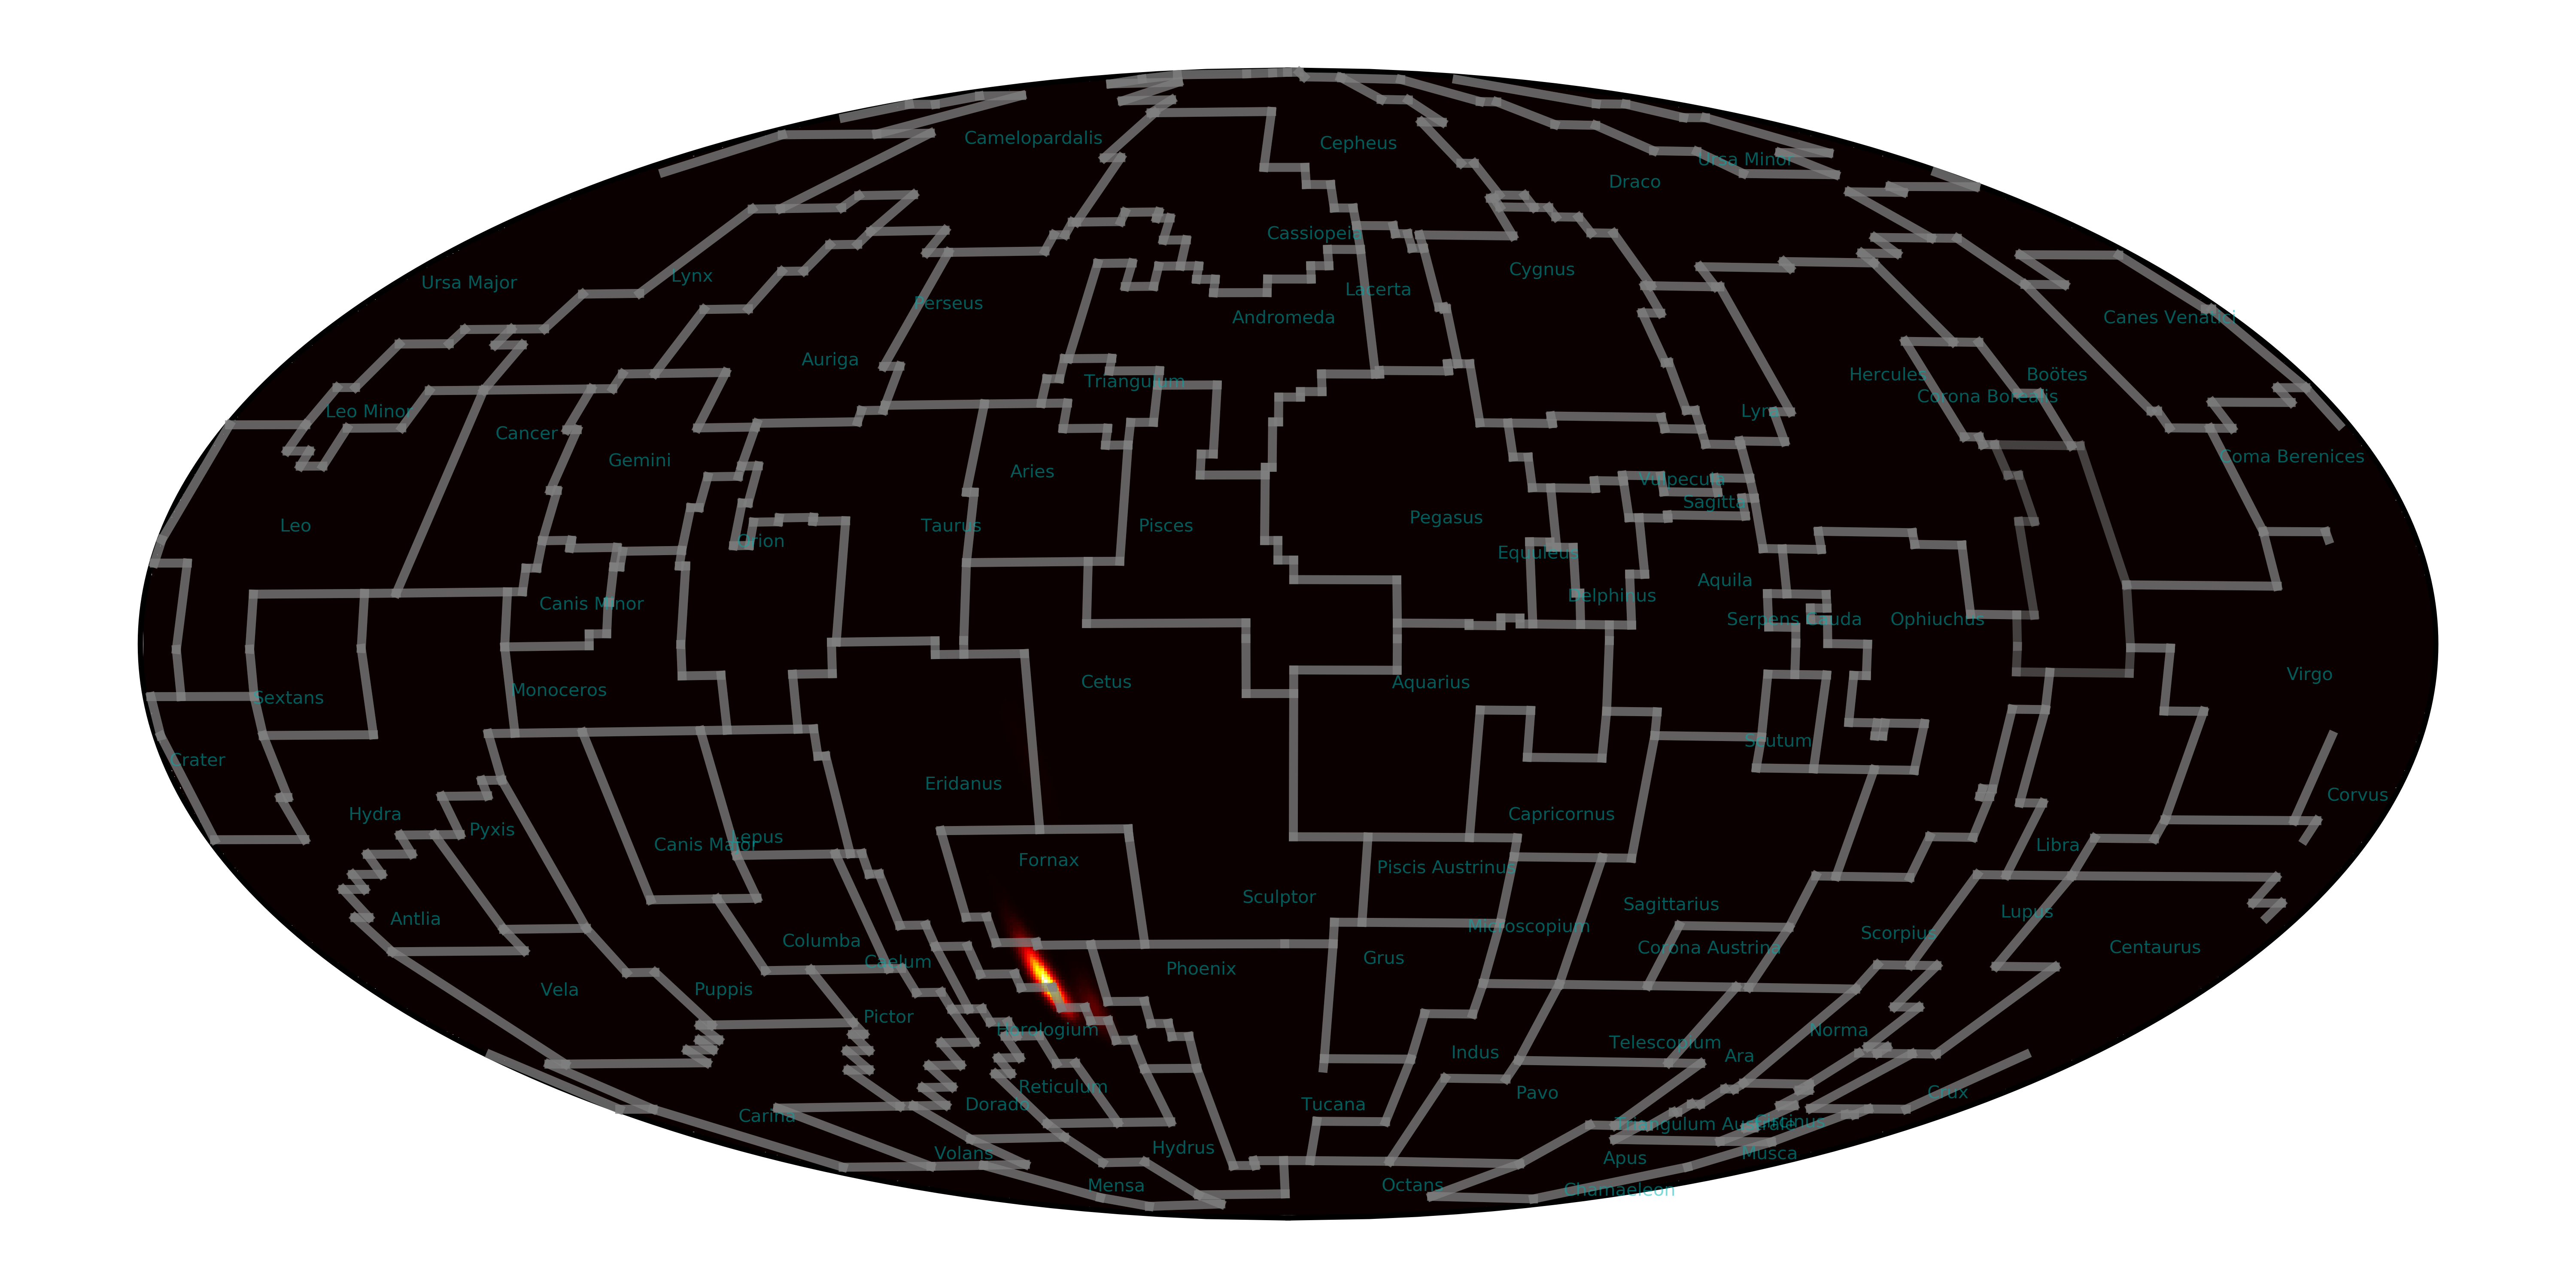 Camelopardalis
Cepheus
Ursa Minor
Draco
Cassiopeia
Cygnus
Lynx
Ursa Major
Lacerta
Perseus
Andromeda
Canes Venatici
Auriga
Hercules
Boötes
Triangulum
Corona Borealis
Leo Minor
Lyra
Cancer
Coma Berenices
Gemini
Aries
Vulpecula
Sagitta
Pegasus
Leo
Taurus
Pisces
Orion
Equuleus
Aquila
Delphinus
Canis Minor
Serpens Cauda
Ophiuchus
Virgo
Cetus
Aquarius
Monoceros
Sextans
Scutum
Crater
Eridanus
Corvus
Hydra
Capricornus
Pyxis
Lepus
Canis Major
Libra
Fornax
Piscis Austrinus
Sculptor
Sagittarius
Lupus
Antlia
Microscopium
Scorpius
Columba
Corona Austrina
Centaurus
Grus
Caelum
Phoenix
Vela
Puppis
Pictor
Horologium
Norma
Telescopium
Indus
Ara
Reticulum
Pavo
Crux
Dorado
Tucana
Carina
Circinus
Triangulum Australe
Hydrus
Volans
Musca
Apus
Mensa
Octans
Chamaeleon